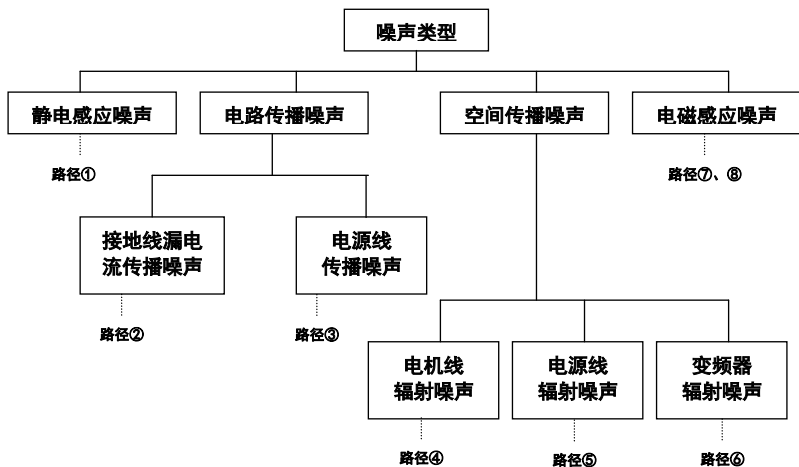 噪声类型
静电感应噪声
电路传播噪声
空间传播噪声
电磁感应噪声
路径①
路径⑦、⑧
接地线漏电
流传播噪声
电源线
传播噪声
路径②
路径③
电机线
辐射噪声
电源线
辐射噪声
变频器
辐射噪声
路径④
路径⑤
路径⑥